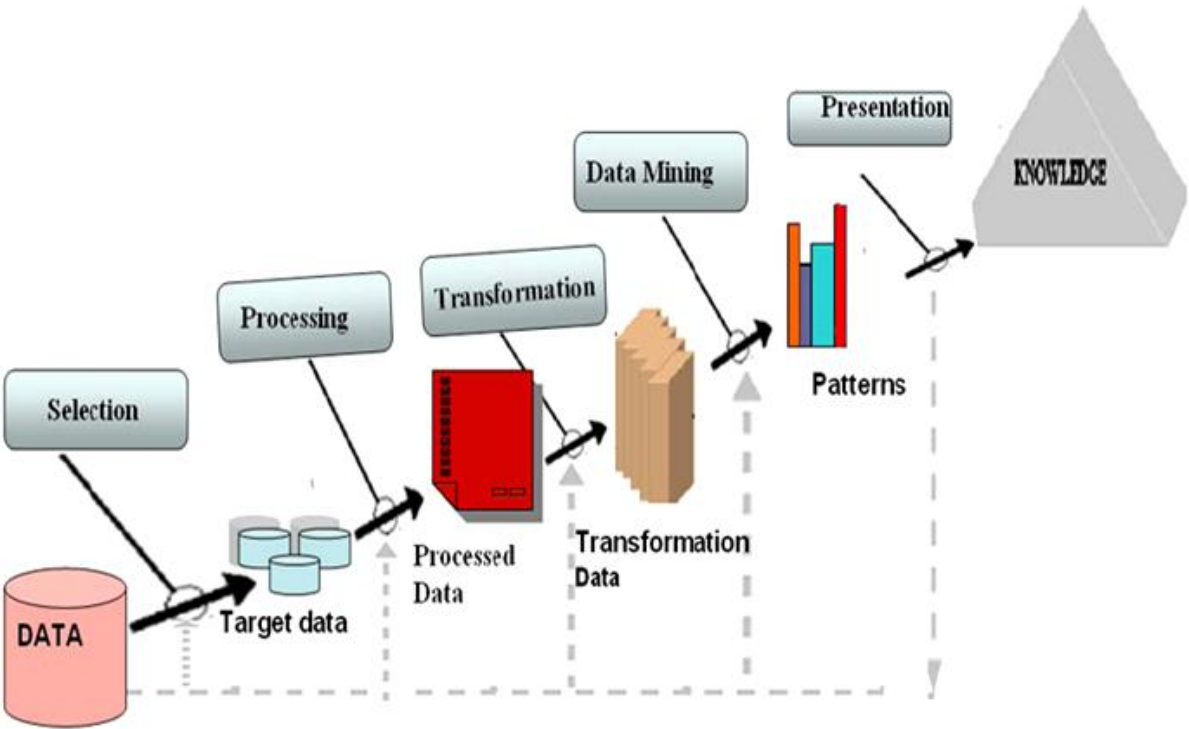 Presentation
KNOWLEDGE
Data Mining
Transformation
Processing
Patterns
Selection
Transformation
Data
Processed
Data
Target data
DATA